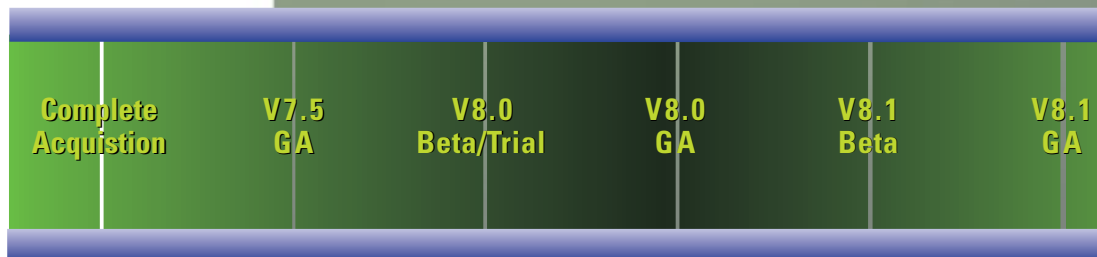 Complete
Acquistion
V7.5
GA
V8.0
Beta/Trial
V8.0
GA
V8.1
Beta
V8.1
GA